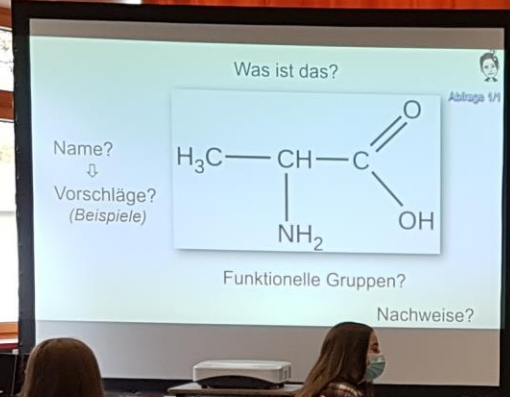 Was ist das?
Abfrage 1/1
Name?
Vorschläge?
(Beispiele)
H₃C—CH—C
O
OH
NH₂
Funktionelle Gruppen?
Nachweise?